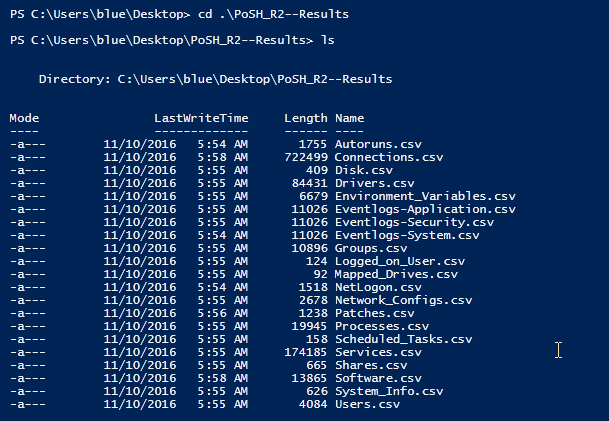 PS C:\Users\blue\Desktop> cd .\PoSH_R2--Results
PS C:\Users\blue\Desktop\PoSH_R2--Results> ls
Directory: C:\Users\blue\Desktop\PoSH_R2--Results
Mode LastWriteTime Length Name
---- ------------- ------ ----
-a--- 11/10/2016 5:54 AM 1755 Autoruns.csv
-a--- 11/10/2016 5:58 AM 722499 Connections.csv
-a--- 11/10/2016 5:55 AM 409 Disk.csv
-a--- 11/10/2016 5:55 AM 84431 Drivers.csv
-a--- 11/10/2016 5:55 AM 6679 Environment_Variables.csv
-a--- 11/10/2016 5:55 AM 11026 Eventlogs-Application.csv
-a--- 11/10/2016 5:55 AM 11026 Eventlogs-Security.csv
-a--- 11/10/2016 5:54 AM 11026 Eventlogs-System.csv
-a--- 11/10/2016 5:55 AM 10896 Groups.csv
-a--- 11/10/2016 5:55 AM 124 Logged_on_User.csv
-a--- 11/10/2016 5:55 AM 92 Mapped_Drives.csv
-a--- 11/10/2016 5:54 AM 1518 NetLogon.csv
-a--- 11/10/2016 5:55 AM 2678 Network_Configs.csv
-a--- 11/10/2016 5:56 AM 1238 Patches.csv
-a--- 11/10/2016 5:55 AM 19945 Processes.csv
-a--- 11/10/2016 5:55 AM 158 Scheduled_Tasks.csv
-a--- 11/10/2016 5:55 AM 174185 Services.csv
-a--- 11/10/2016 5:55 AM 665 Shares.csv
-a--- 11/10/2016 5:58 AM 13865 Software.csv
-a--- 11/10/2016 5:55 AM 626 System_Info.csv
-a--- 11/10/2016 5:55 AM 4084 Users.csv